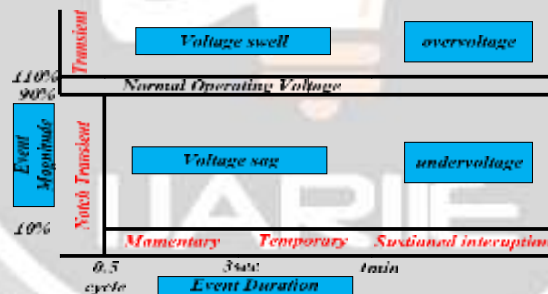 Transient
Voltage swell
overvoltage
110%
Normal Operating Voltage
90%
Event
Magnitude
Notch Transient
Voltage sag
undervoltage
10%
Momentary Temporary Sustianed interuption
0.5
cycle
3sec
1min
Event Duration